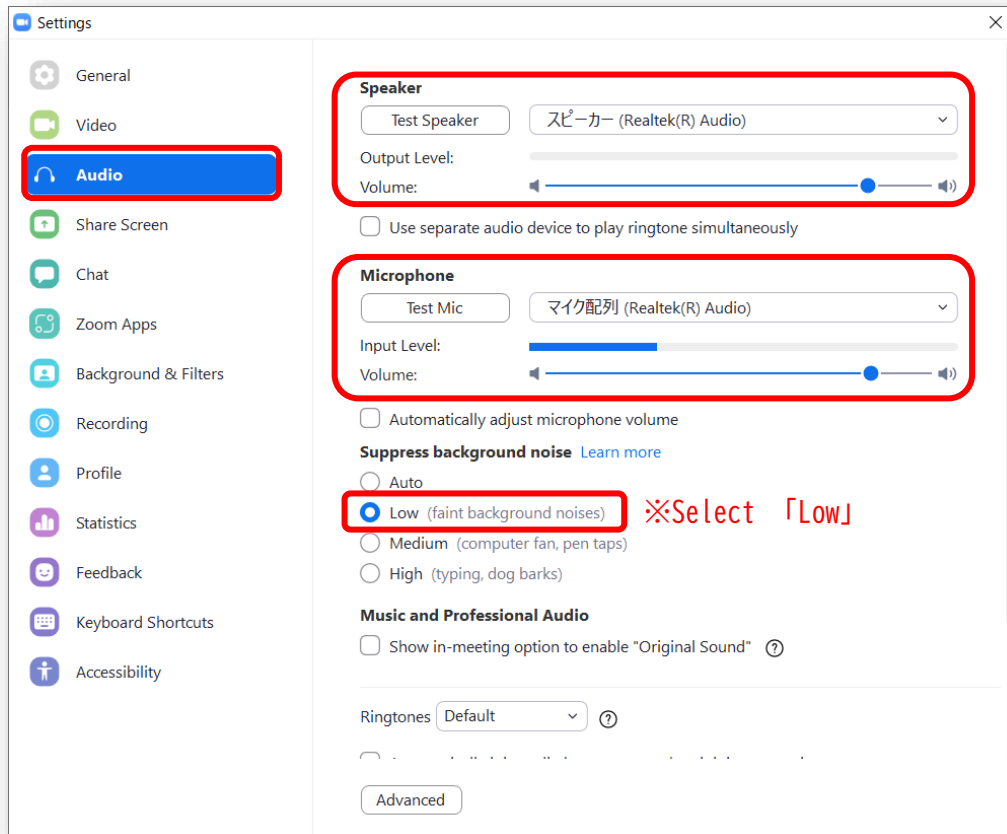 Settings
General
Video
Audio
Share Screen
Chat
Zoom Apps
Background & Filters
Recording
Profile
Statistics
Feedback
Keyboard Shortcuts
Accessibility
Speaker
Test Speaker スピーカー (Realtek(R) Audio)
Output Level:
Volume:
Use separate audio device to play ringtone simultaneously
Microphone
Test Mic マイク配列 (Realtek(R) Audio)
Input Level:
Volume:
Automatically adjust microphone volume
Suppress background noise Learn more
Auto
Low (faint background noises) ※Select 「Low」
Medium (computer fan, pen taps)
High (typing, dog barks)
Music and Professional Audio
Show in-meeting option to enable "Original Sound" ?
Ringtones Default ?
Advanced